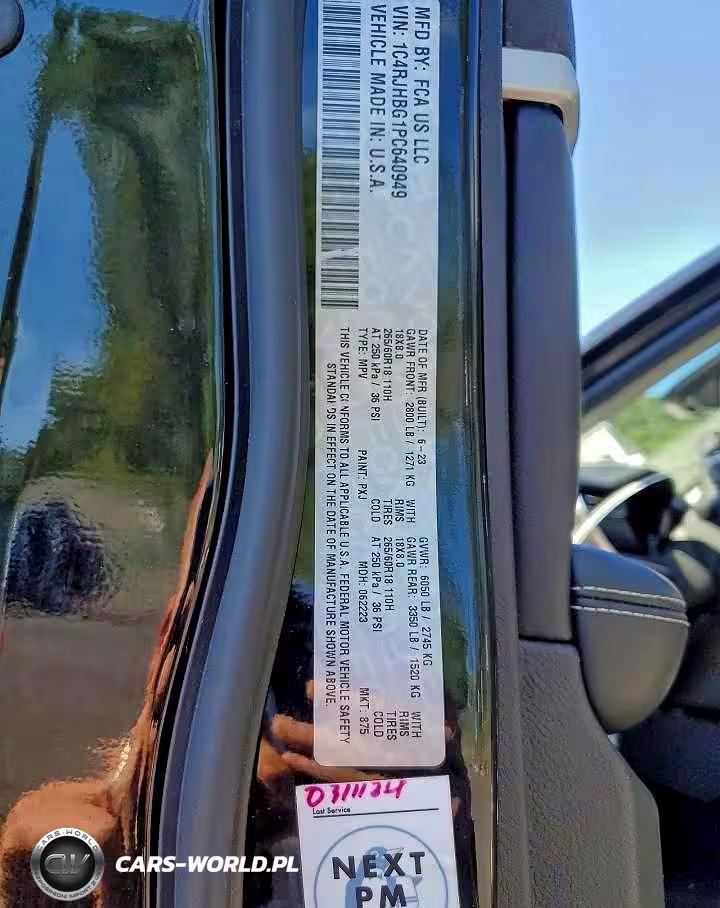 MFD BY: FCA US LLC
VIN: 1C4RJHBG1PC640949
VEHICLE MADE IN: U.S.A.
DATE OF MFR (BUILT): 6-23 GVWR: 6050 LB / 2745 KG
GAWR FRONT: 2800 LB / 1271 KG WITH GAWR REAR: 3350 LB / 1520 KG WITH
18X8.0 RIMS 18X8.0 RIMS
265/60R18 110H TIRES 265/60R18 110H TIRES
AT 250 kPa / 36 PSI COLD AT 250 kPa / 36 PSI COLD
TYPE: MPV PAINT: PXJ MDH: 062223 MKT: 875
THIS VEHICLE CONFORMS TO ALL APPLICABLE U.S.A. FEDERAL MOTOR VEHICLE SAFETY
STANDARDS IN EFFECT ON THE DATE OF MANUFACTURE SHOWN ABOVE.
Last Service
NEXT
PM
CARS-WORLD.PL
CARS-WORLD
CW